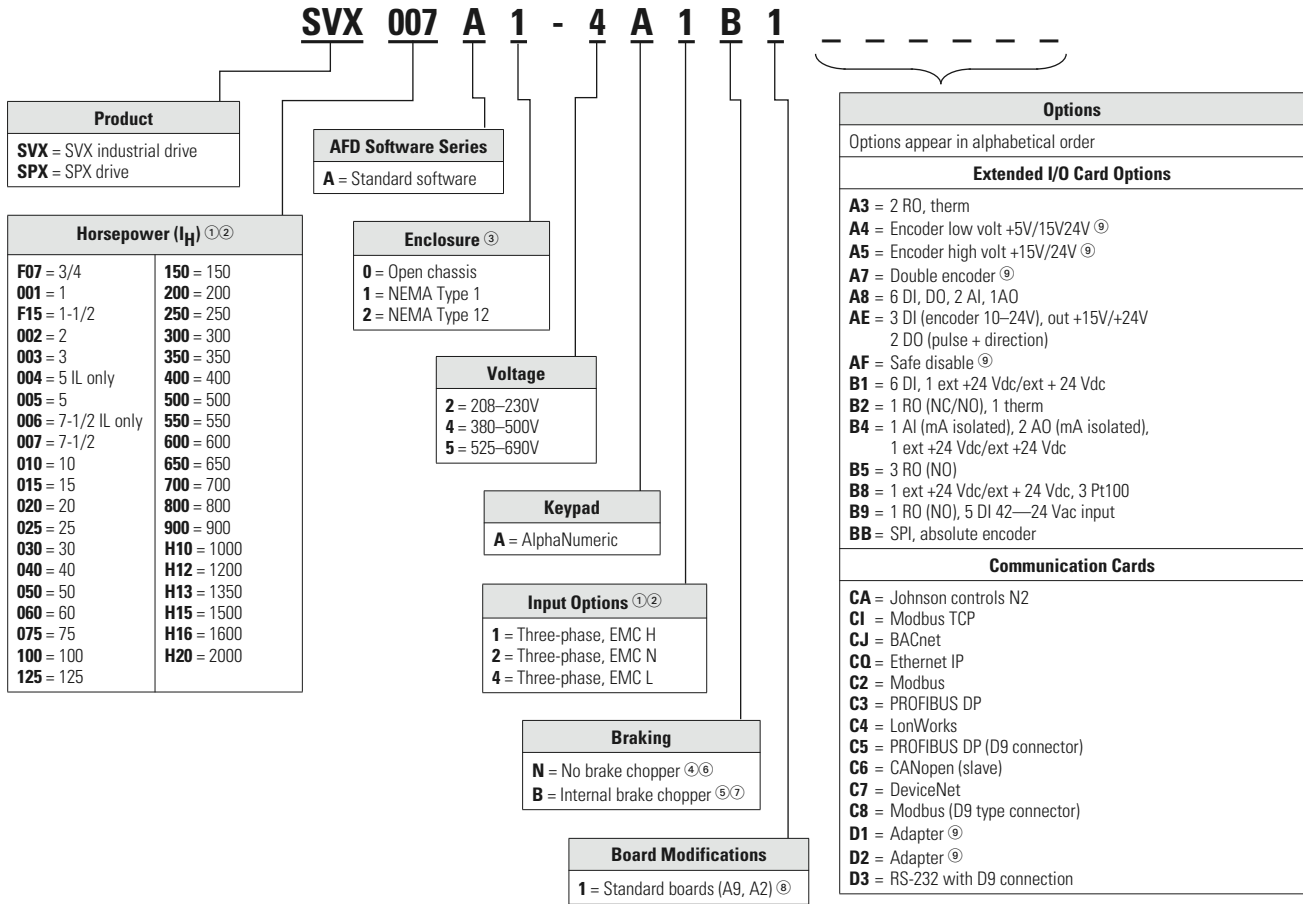 SVX 007 A 1 - 4 A 1 B 1 _ _ _ _ _ _
Product
SVX = SVX industrial drive
SPX = SPX drive
Horsepower (IH) ①②
F07 = 3/4
001 = 1
F15 = 1-1/2
002 = 2
003 = 3
004 = 5 IL only
005 = 5
006 = 7-1/2 IL only
007 = 7-1/2
010 = 10
015 = 15
020 = 20
025 = 25
030 = 30
040 = 40
050 = 50
060 = 60
075 = 75
100 = 100
125 = 125
150 = 150
200 = 200
250 = 250
300 = 300
350 = 350
400 = 400
500 = 500
550 = 550
600 = 600
650 = 650
700 = 700
800 = 800
900 = 900
H10 = 1000
H12 = 1200
H13 = 1350
H15 = 1500
H16 = 1600
H20 = 2000
AFD Software Series
A = Standard software
Enclosure ③
0 = Open chassis
1 = NEMA Type 1
2 = NEMA Type 12
Voltage
2 = 208–230V
4 = 380–500V
5 = 525–690V
Keypad
A = AlphaNumeric
Input Options ①②
1 = Three-phase, EMC H
2 = Three-phase, EMC N
4 = Three-phase, EMC L
Braking
N = No brake chopper ④⑥
B = Internal brake chopper ⑤⑦
Board Modifications
1 = Standard boards (A9, A2) ⑧
Options
Options appear in alphabetical order
Extended I/O Card Options
A3 = 2 RO, therm
A4 = Encoder low volt +5V/15V24V ⑨
A5 = Encoder high volt +15V/24V ⑨
A7 = Double encoder ⑨
A8 = 6 DI, DO, 2 AI, 1AO
AE = 3 DI (encoder 10–24V), out +15V/+24V
2 DO (pulse + direction)
AF = Safe disable ⑨
B1 = 6 DI, 1 ext +24 Vdc/ext + 24 Vdc
B2 = 1 RO (NC/NO), 1 therm
B4 = 1 AI (mA isolated), 2 AO (mA isolated),
1 ext +24 Vdc/ext +24 Vdc
B5 = 3 RO (NO)
B8 = 1 ext +24 Vdc/ext + 24 Vdc, 3 Pt100
B9 = 1 RO (NO), 5 DI 42—24 Vac input
BB = SPI, absolute encoder
Communication Cards
CA = Johnson controls N2
CI = Modbus TCP
CJ = BACnet
CQ = Ethernet IP
C2 = Modbus
C3 = PROFIBUS DP
C4 = LonWorks
C5 = PROFIBUS DP (D9 connector)
C6 = CANopen (slave)
C7 = DeviceNet
C8 = Modbus (D9 type connector)
D1 = Adapter ⑨
D2 = Adapter ⑨
D3 = RS-232 with D9 connection